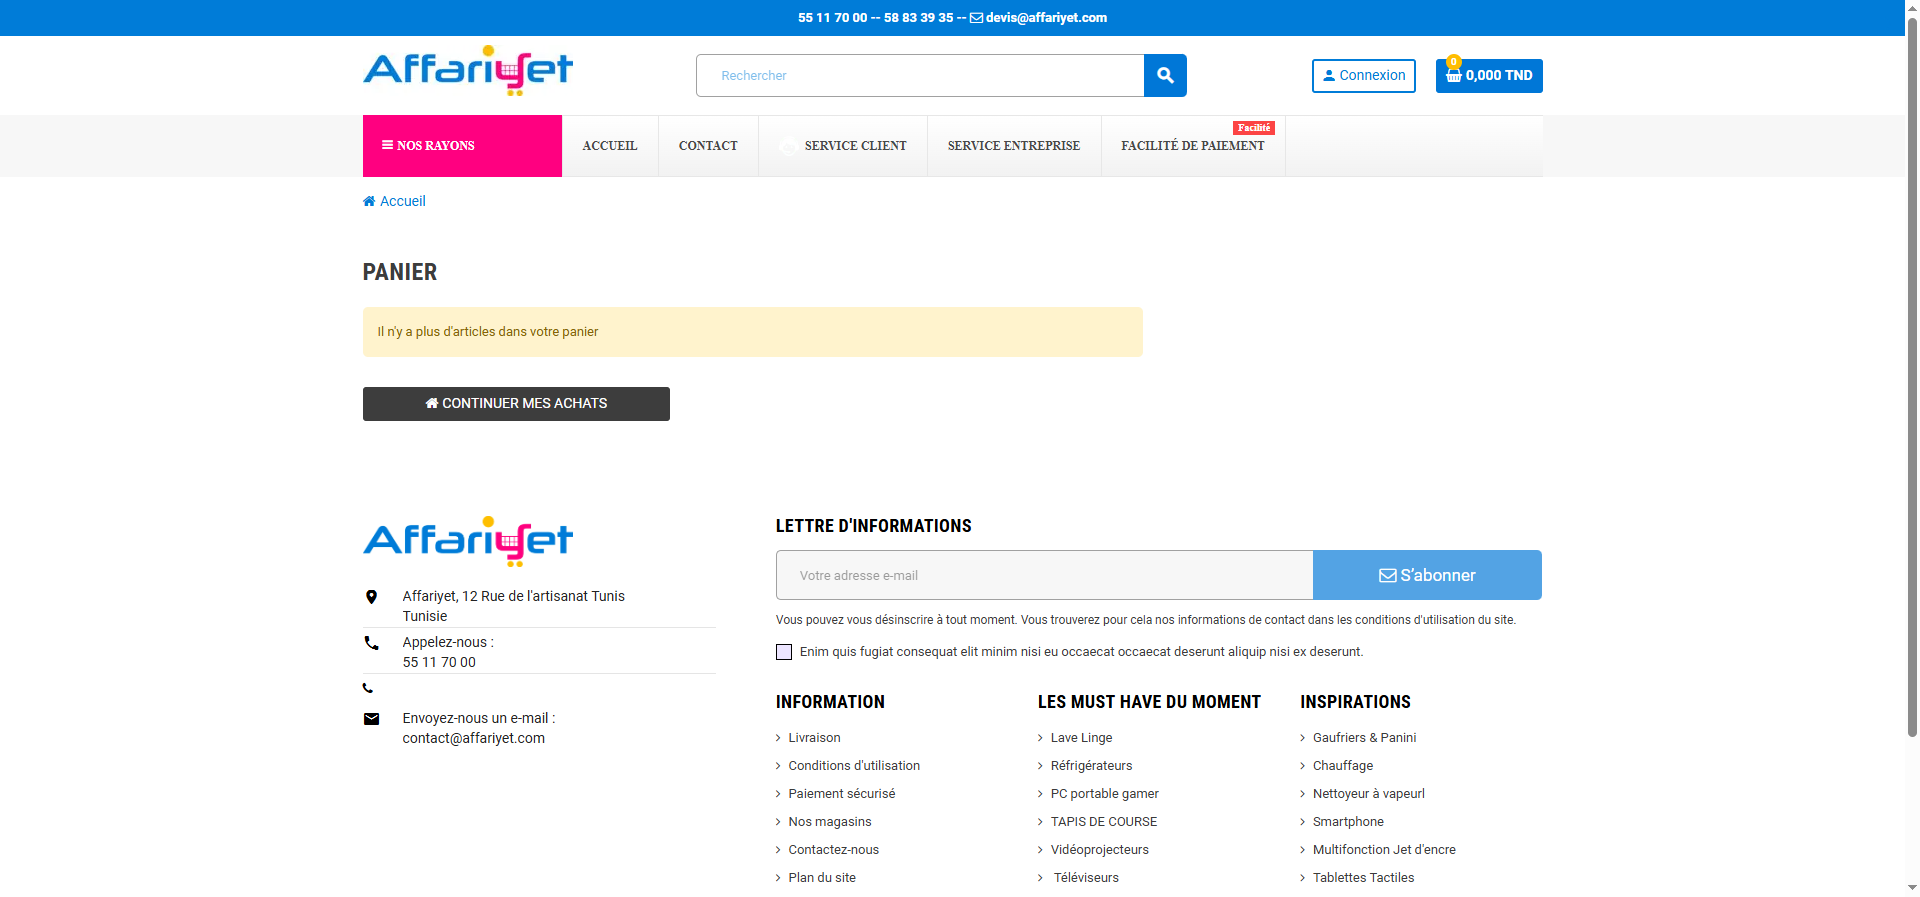 55 11 70 00 -- 58 83 39 35 -- devis@affariyet.com
Affariyet
Rechercher
Connexion
0
0,000 TND
NOS RAYONS
ACCUEIL
CONTACT
SERVICE CLIENT
SERVICE ENTREPRISE
Facilité
FACILITÉ DE PAIEMENT
Accueil
PANIER
Il n'y a plus d'articles dans votre panier
CONTINUER MES ACHATS
Affariyet
Affariyet, 12 Rue de l'artisanat Tunis
Tunisie
Appelez-nous :
55 11 70 00
Envoyez-nous un e-mail :
contact@affariyet.com
LETTRE D'INFORMATIONS
Votre adresse e-mail
S'abonner
Vous pouvez vous désinscrire à tout moment. Vous trouverez pour cela nos informations de contact dans les conditions d'utilisation du site.
Enim quis fugiat consequat elit minim nisi eu occaecat occaecat deserunt aliquip nisi ex deserunt.
INFORMATION
Livraison
Conditions d'utilisation
Paiement sécurisé
Nos magasins
Contactez-nous
Plan du site
LES MUST HAVE DU MOMENT
Lave Linge
Réfrigérateurs
PC portable gamer
TAPIS DE COURSE
Vidéoprojecteurs
Téléviseurs
INSPIRATIONS
Gaufriers & Panini
Chauffage
Nettoyeur à vapeurl
Smartphone
Multifonction Jet d'encre
Tablettes Tactiles